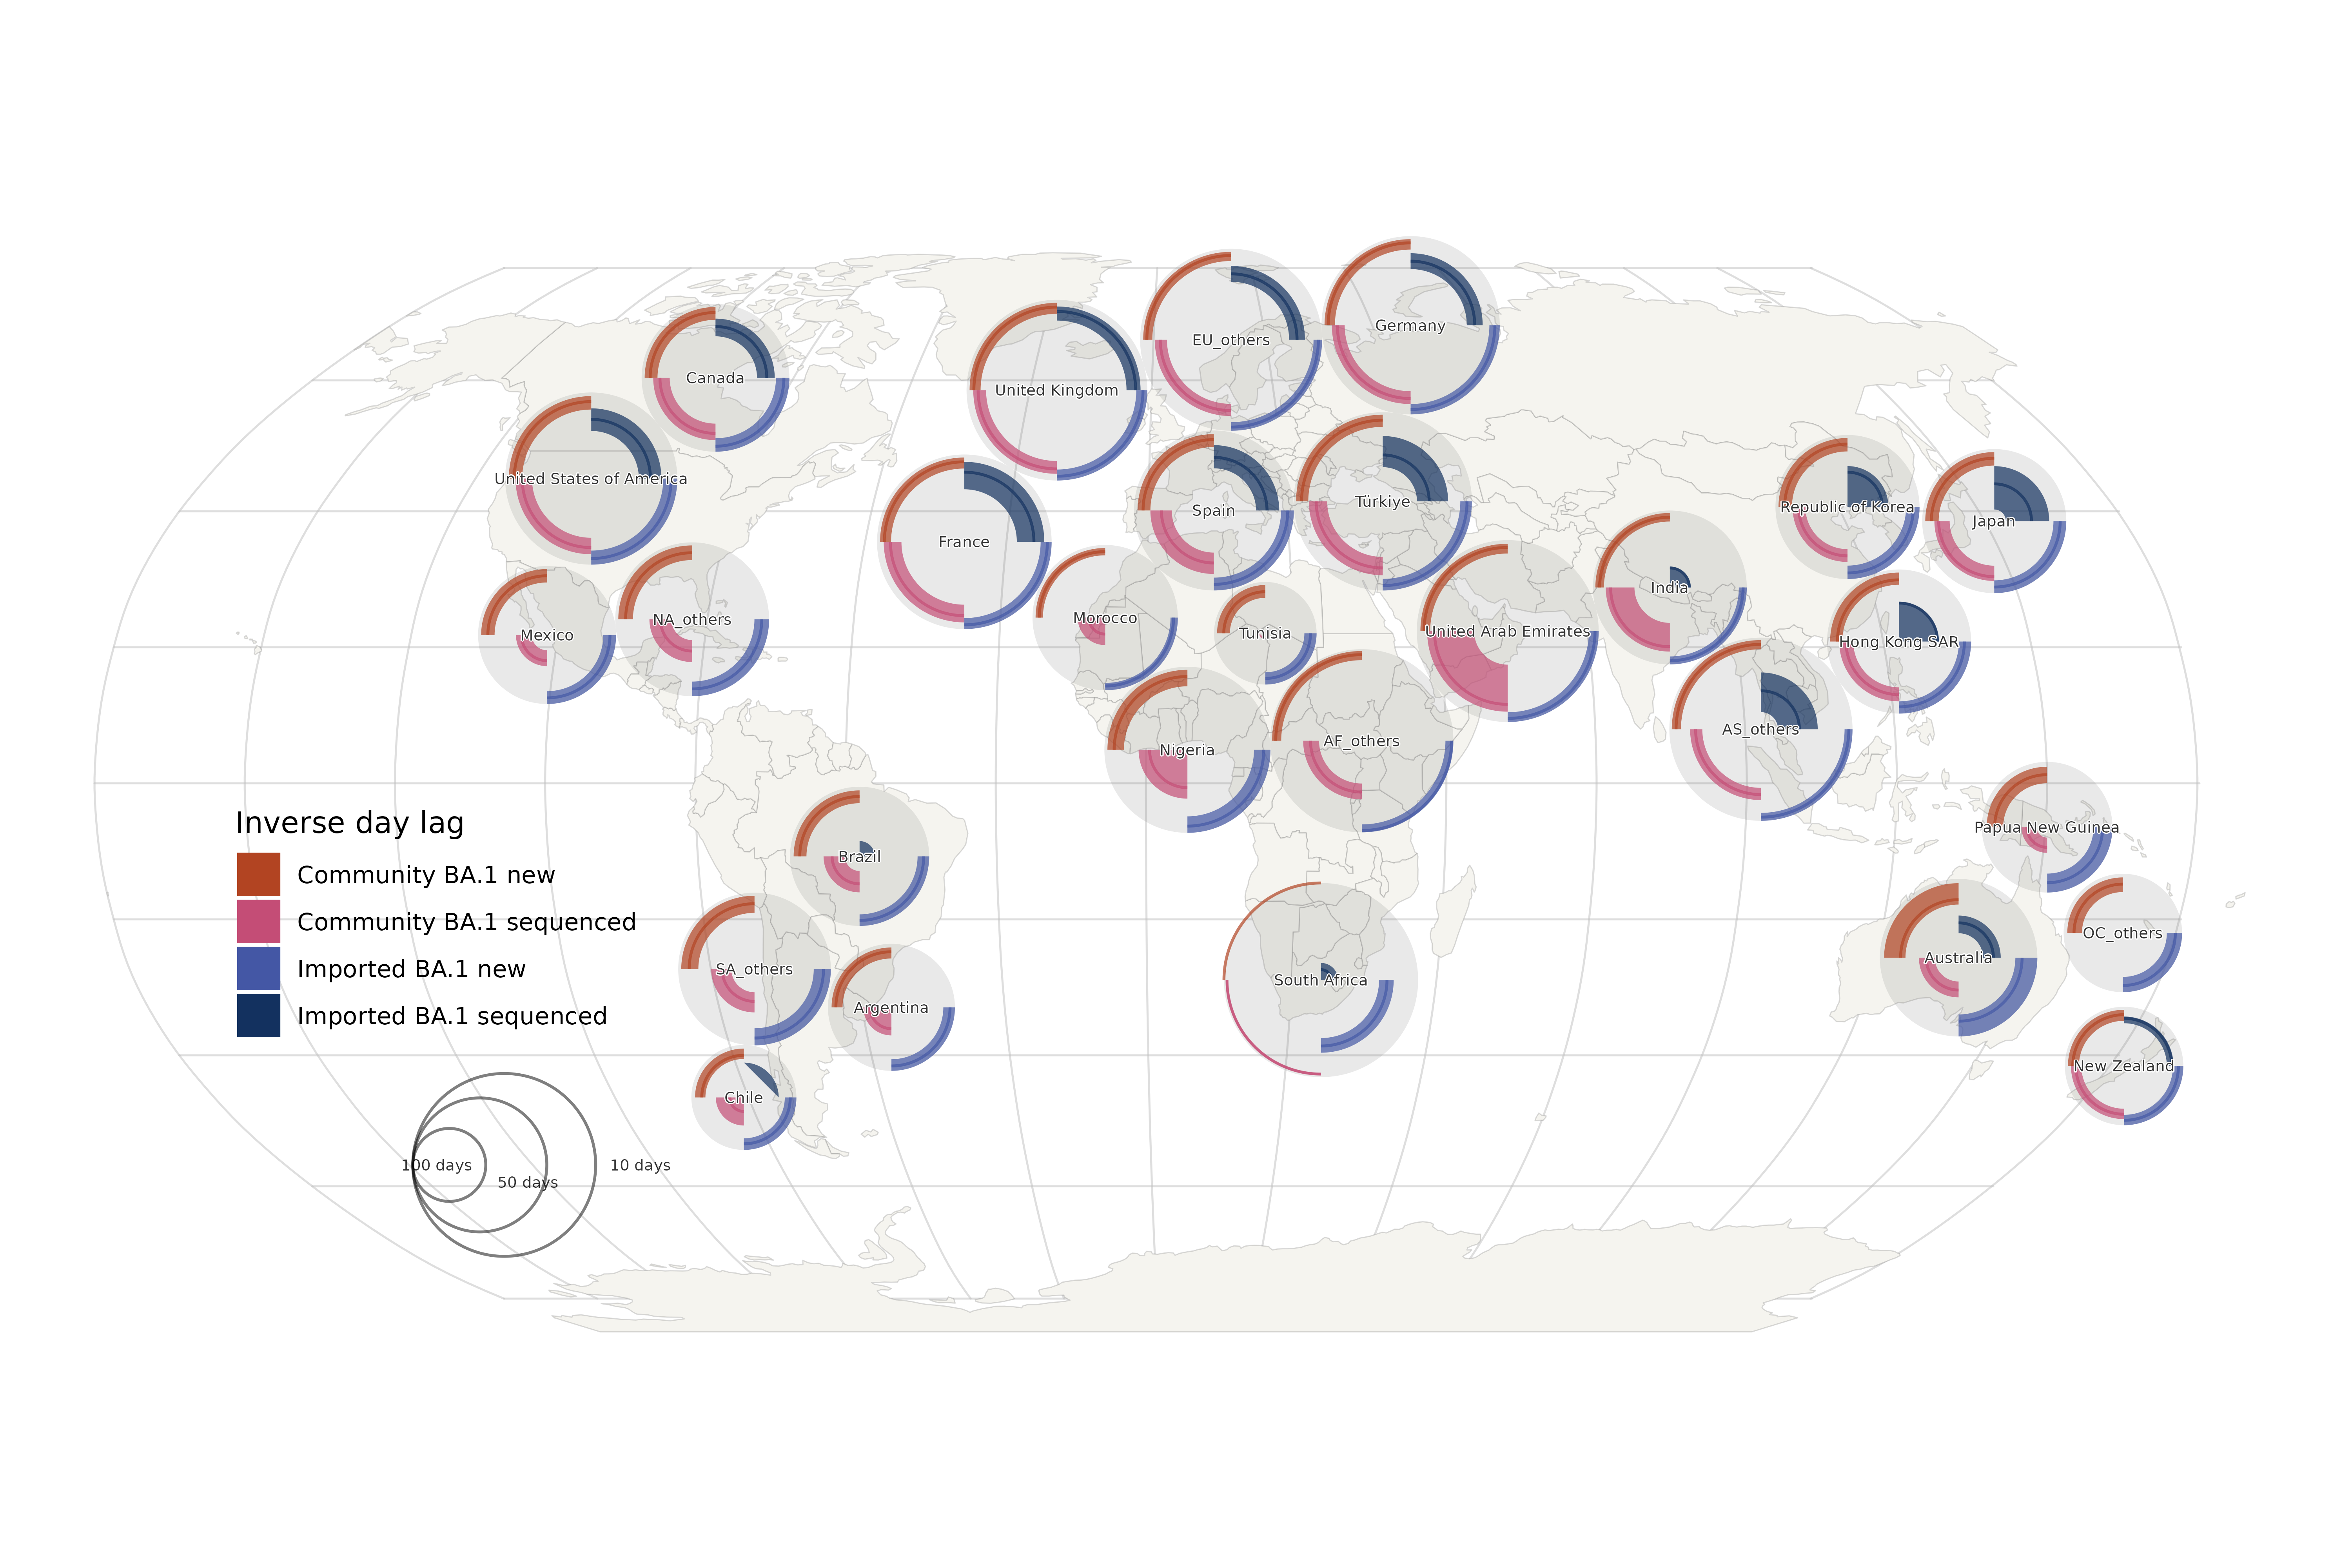 Germany
EU_others
Canada
United Kingdom
United States of America
Türkiye
Republic of Korea
Spain
Japan
France
India
Morocco
NA_others
United Arab Emirates
Tunisia
Mexico
Hong Kong SAR
AS_others
AF_others
Nigeria
Papua New Guinea
Brazil
OC_others
Australia
SA_others
South Africa
Argentina
New Zealand
Chile
Inverse day lag
Community BA.1 new
Community BA.1 sequenced
Imported BA.1 new
Imported BA.1 sequenced
100 days
50 days
10 days